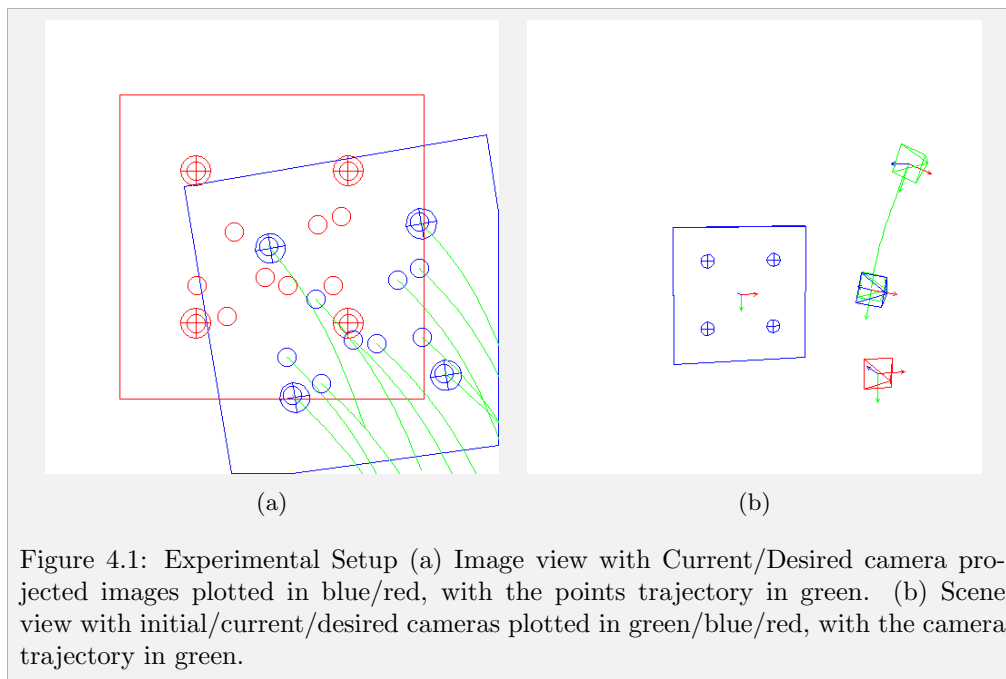 (a)
(b)
Figure 4.1: Experimental Setup (a) Image view with Current/Desired camera pro-
jected images plotted in blue/red, with the points trajectory in green. (b) Scene
view with initial/current/desired cameras plotted in green/blue/red, with the camera
trajectory in green.